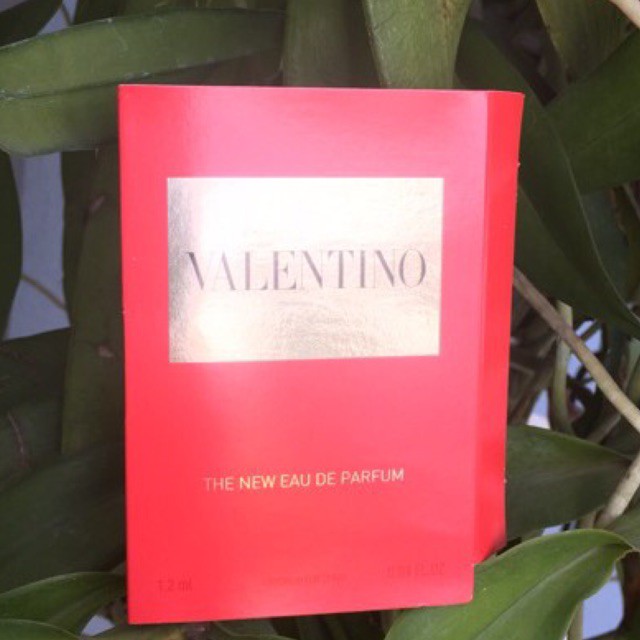 VALENTINO
THE NEW EAU DE PARFUM
1.2 ml